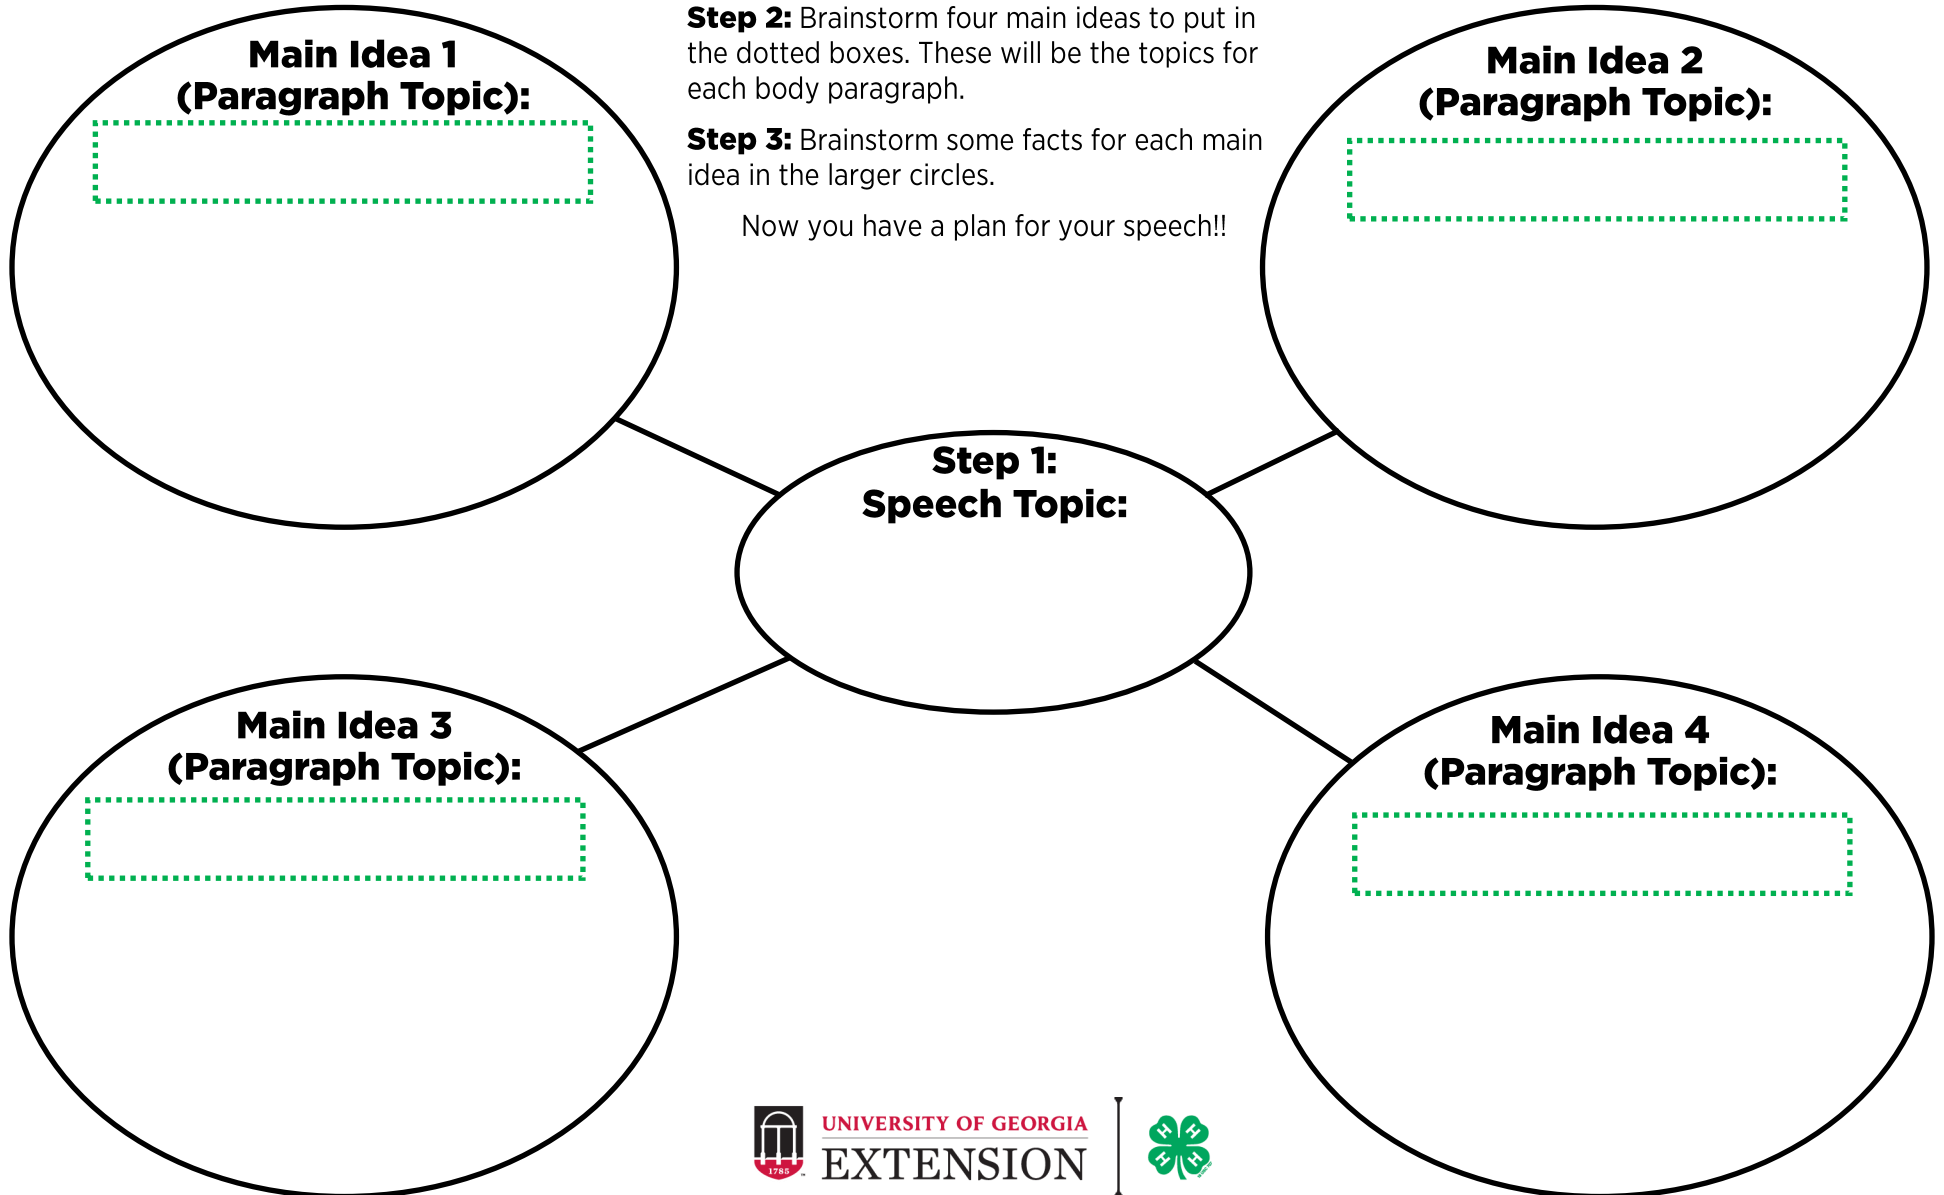 Main Idea 1
(Paragraph Topic):
Step 2: Brainstorm four main ideas to put in
the dotted boxes. These will be the topics for
each body paragraph.
Step 3: Brainstorm some facts for each main
idea in the larger circles.
Now you have a plan for your speech!!
Main Idea 2
(Paragraph Topic):
Step 1:
Speech Topic:
Main Idea 3
(Paragraph Topic):
Main Idea 4
(Paragraph Topic):
1785
UNIVERSITY OF GEORGIA
EXTENSION
H H
H H